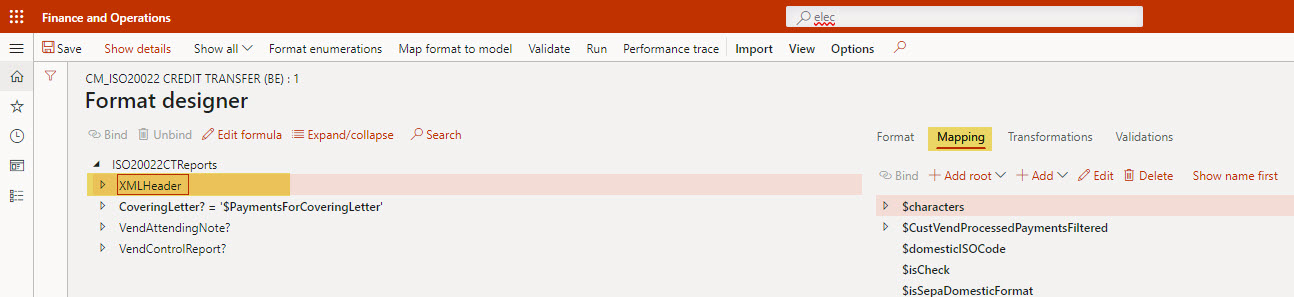 Finance and Operations
elec
Save Show details Show all Format enumerations Map format to model Validate Run Performance trace Import View Options
CM_ISO20022 CREDIT TRANSFER (BE) : 1
Format designer
Bind Unbind Edit formula Expand/collapse Search
ISO20022CTReports
XMLHeader
CoveringLetter? = '$PaymentsForCoveringLetter'
VendAttendingNote?
VendControlReport?
Format Mapping Transformations Validations
Bind Add root Add Edit Delete Show name first
$characters
$CustVendProcessedPaymentsFiltered
$domesticISOCode
$isCheck
$isSepaDomesticFormat